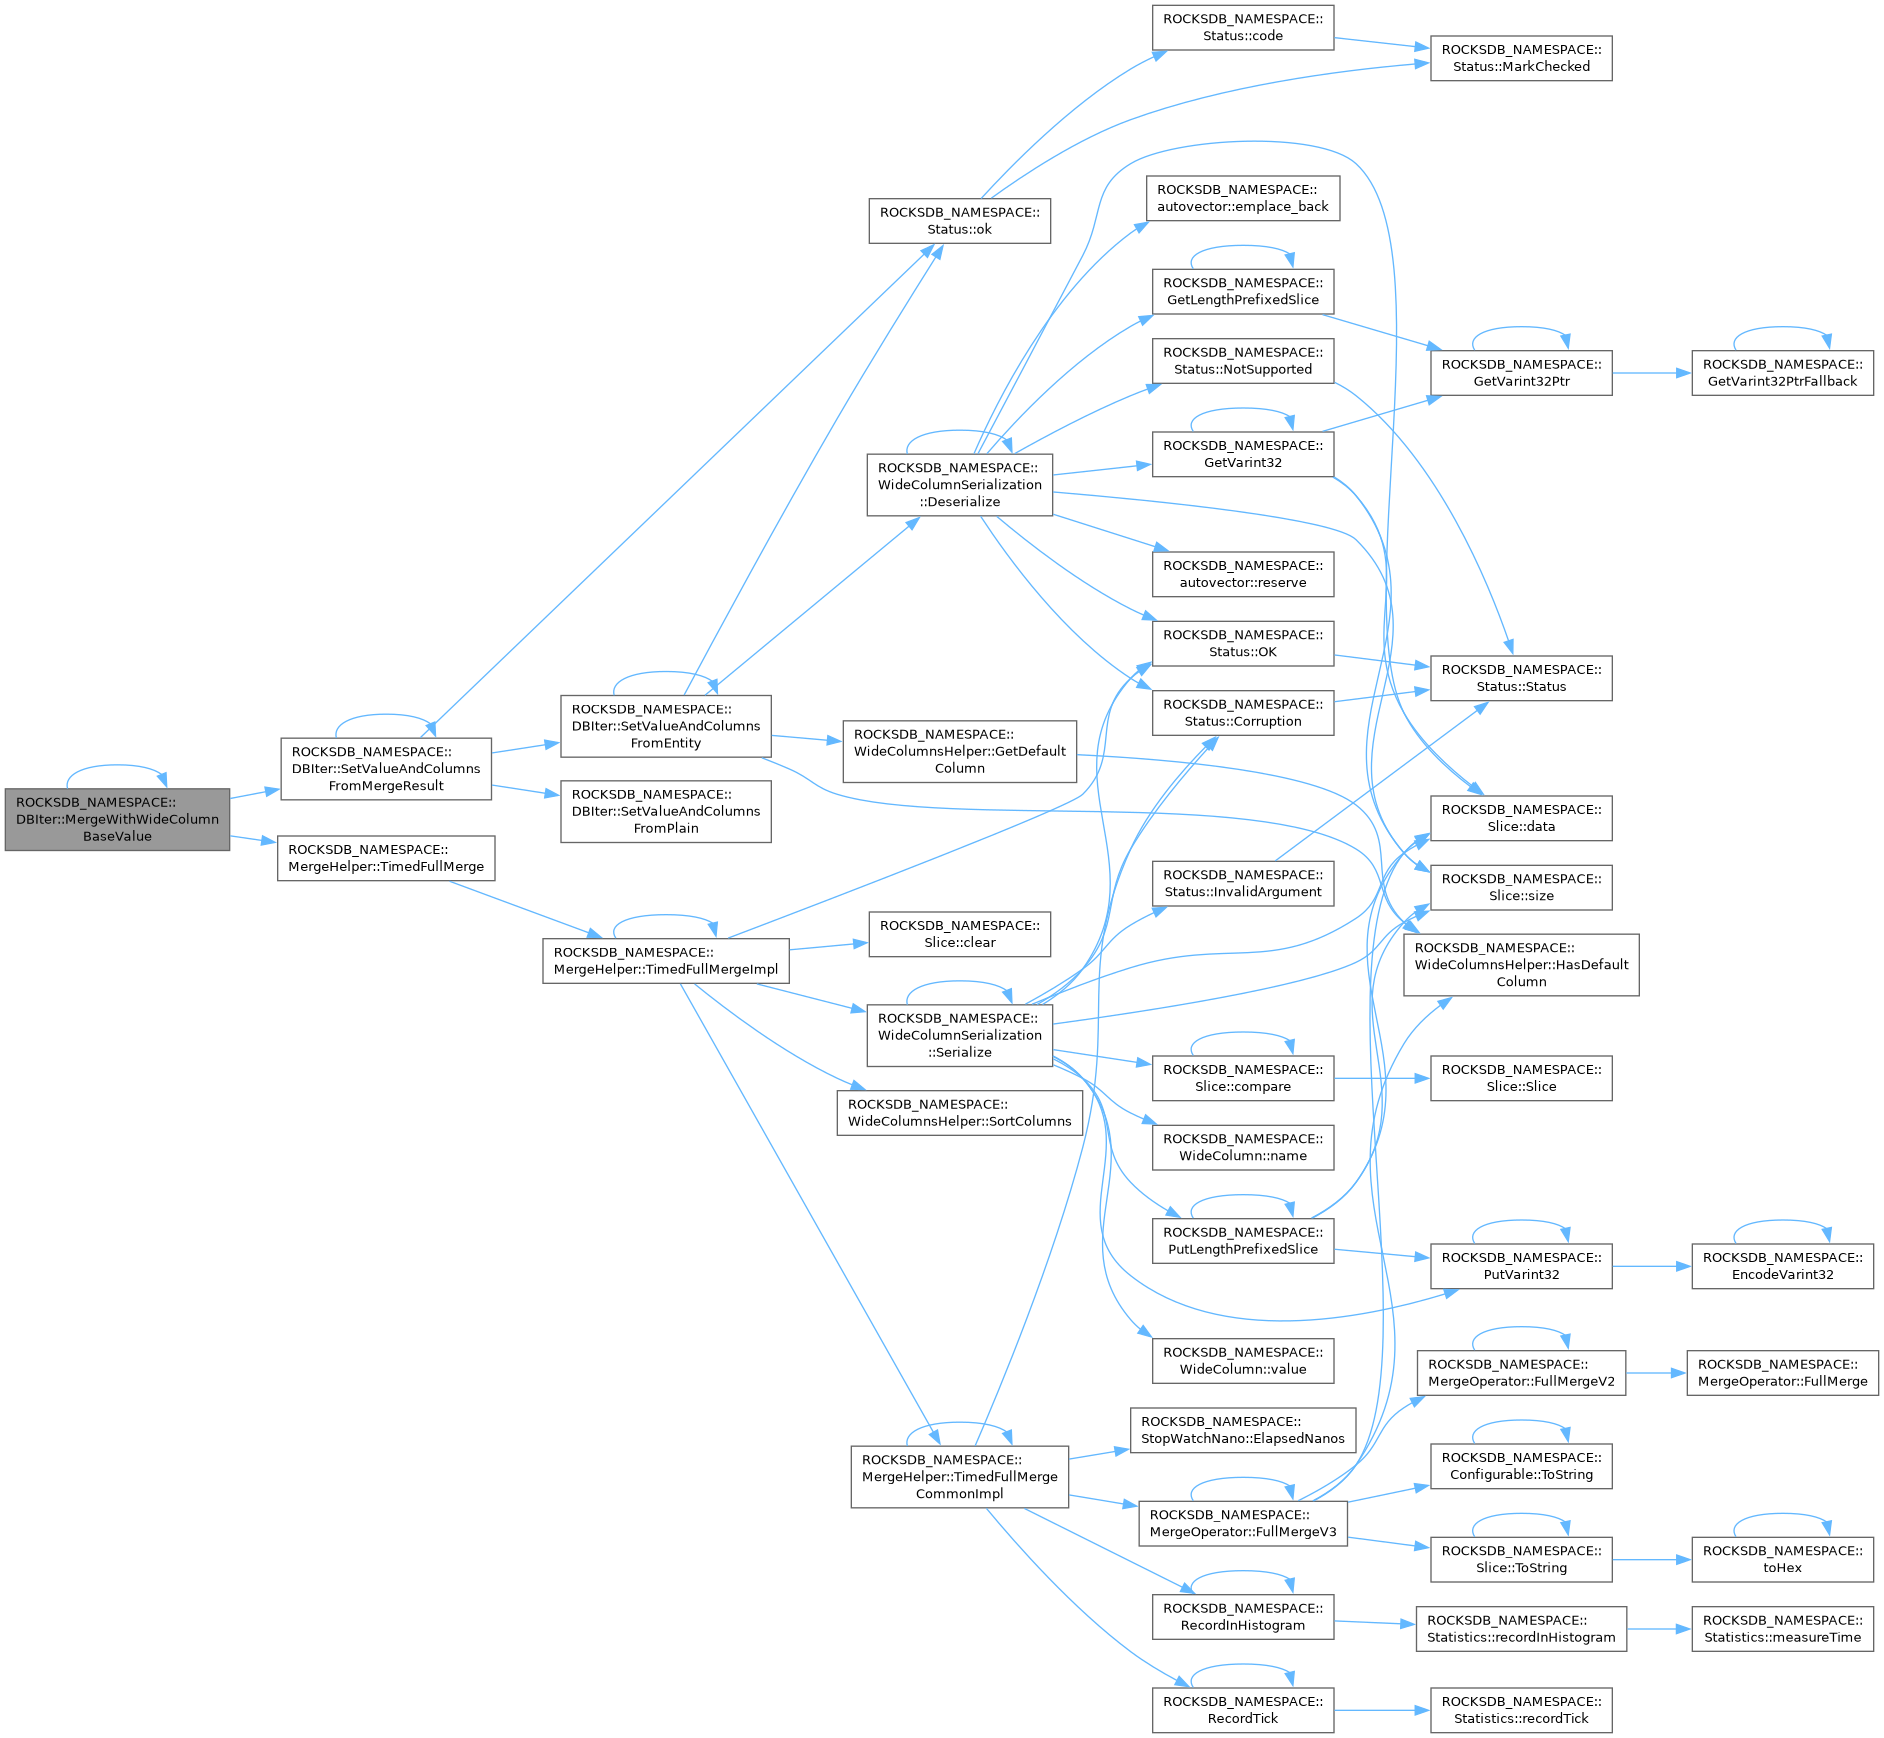 ROCKSDB_NAMESPACE::
DBIter::MergeWithWideColumn
BaseValue
ROCKSDB_NAMESPACE::
DBIter::SetValueAndColumns
FromMergeResult
ROCKSDB_NAMESPACE::
MergeHelper::TimedFullMerge
ROCKSDB_NAMESPACE::
DBIter::SetValueAndColumns
FromEntity
ROCKSDB_NAMESPACE::
DBIter::SetValueAndColumns
FromPlain
ROCKSDB_NAMESPACE::
MergeHelper::TimedFullMergeImpl
ROCKSDB_NAMESPACE::
Status::ok
ROCKSDB_NAMESPACE::
WideColumnSerialization
::Deserialize
ROCKSDB_NAMESPACE::
WideColumnsHelper::GetDefault
Column
ROCKSDB_NAMESPACE::
Slice::clear
ROCKSDB_NAMESPACE::
WideColumnSerialization
::Serialize
ROCKSDB_NAMESPACE::
WideColumnsHelper::SortColumns
ROCKSDB_NAMESPACE::
MergeHelper::TimedFullMerge
CommonImpl
ROCKSDB_NAMESPACE::
Status::code
ROCKSDB_NAMESPACE::
autovector::emplace_back
ROCKSDB_NAMESPACE::
GetLengthPrefixedSlice
ROCKSDB_NAMESPACE::
Status::NotSupported
ROCKSDB_NAMESPACE::
GetVarint32
ROCKSDB_NAMESPACE::
autovector::reserve
ROCKSDB_NAMESPACE::
Status::OK
ROCKSDB_NAMESPACE::
Status::Corruption
ROCKSDB_NAMESPACE::
Status::InvalidArgument
ROCKSDB_NAMESPACE::
Slice::compare
ROCKSDB_NAMESPACE::
WideColumn::name
ROCKSDB_NAMESPACE::
PutLengthPrefixedSlice
ROCKSDB_NAMESPACE::
WideColumn::value
ROCKSDB_NAMESPACE::
StopWatchNano::ElapsedNanos
ROCKSDB_NAMESPACE::
MergeOperator::FullMergeV3
ROCKSDB_NAMESPACE::
RecordInHistogram
ROCKSDB_NAMESPACE::
RecordTick
ROCKSDB_NAMESPACE::
Status::MarkChecked
ROCKSDB_NAMESPACE::
GetVarint32Ptr
ROCKSDB_NAMESPACE::
Status::Status
ROCKSDB_NAMESPACE::
Slice::data
ROCKSDB_NAMESPACE::
Slice::size
ROCKSDB_NAMESPACE::
WideColumnsHelper::HasDefault
Column
ROCKSDB_NAMESPACE::
Slice::Slice
ROCKSDB_NAMESPACE::
PutVarint32
ROCKSDB_NAMESPACE::
MergeOperator::FullMergeV2
ROCKSDB_NAMESPACE::
Configurable::ToString
ROCKSDB_NAMESPACE::
Slice::ToString
ROCKSDB_NAMESPACE::
Statistics::recordInHistogram
ROCKSDB_NAMESPACE::
Statistics::recordTick
ROCKSDB_NAMESPACE::
GetVarint32PtrFallback
ROCKSDB_NAMESPACE::
EncodeVarint32
ROCKSDB_NAMESPACE::
MergeOperator::FullMerge
ROCKSDB_NAMESPACE::
toHex
ROCKSDB_NAMESPACE::
Statistics::measureTime